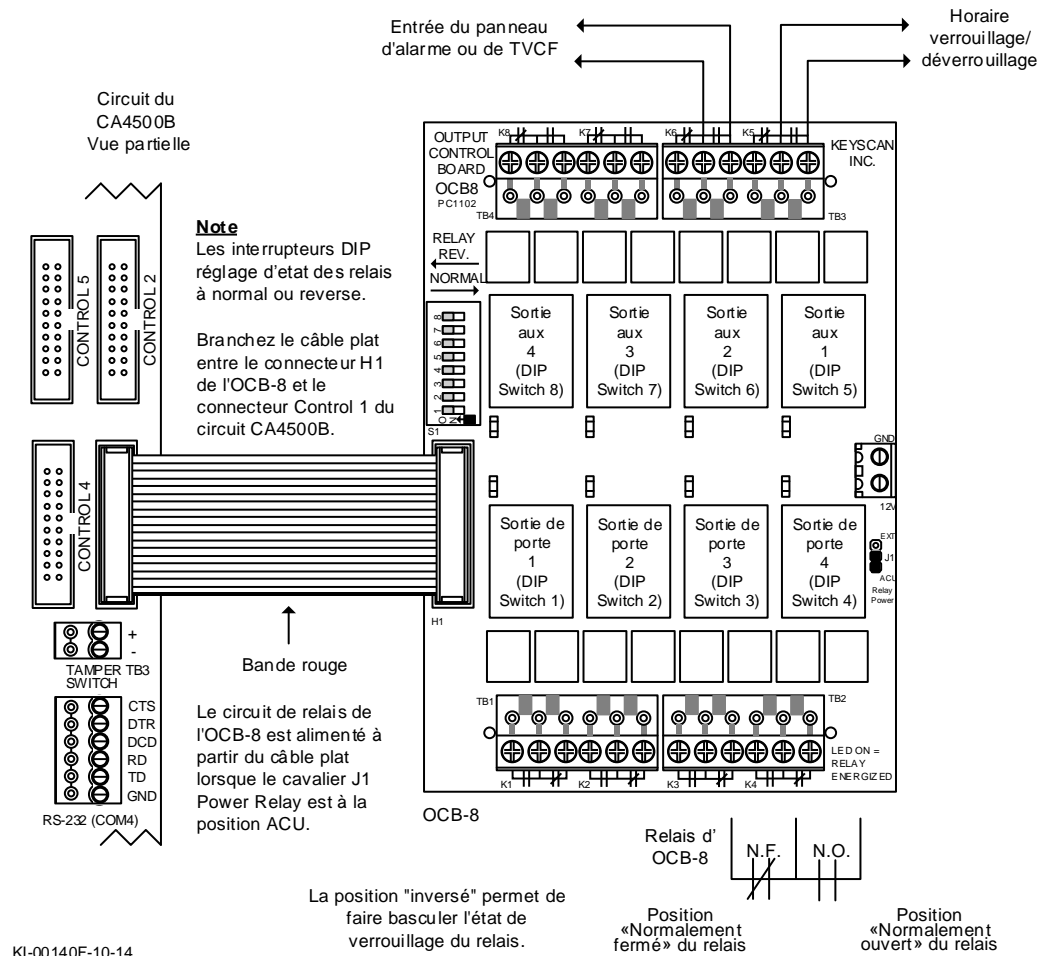 Entrée du panneau
d'alarme ou de TVCF
Horaire
verrouillage/
déverrouillage
Circuit du
CA4500B
Vue partielle
OUTPUT
CONTROL
BOARD
OCB8
PC1102
K8
K7
K6
K5
KEYSCAN
INC.
TB4
TB3
Note
Les interrupteurs DIP
réglage d'etat des relais
à normal ou reverse.
RELAY
REV.
NORMAL
CONTROL 5
CONTROL 2
Branchez le câble plat
entre le connecteur H1
de l'OCB-8 et le
connecteur Control 1 du
circuit CA4500B.
8
7
6
5
4
3
2
1
ON
S1
Sortie
aux
4
(DIP
Switch 8)
Sortie
aux
3
(DIP
Switch 7)
Sortie
aux
2
(DIP
Switch 6)
Sortie
aux
1
(DIP
Switch 5)
GND
12V
CONTROL 4
Sortie de
porte
1
(DIP
Switch 1)
Sortie de
porte
2
(DIP
Switch 2)
Sortie de
porte
3
(DIP
Switch 3)
Sortie de
porte
4
(DIP
Switch 4)
EXT
J1
ACU
Relay
Power
H1
+
-
TAMPER TB3
SWITCH
Bande rouge
CTS
DTR
DCD
RD
TD
GND
RS-232 (COM4)
Le circuit de relais de
l'OCB-8 est alimenté à
partir du câble plat
lorsque le cavalier J1
Power Relay est à la
position ACU.
TB1
TB2
K1
K2
K3
K4
LED ON =
RELAY
ENERGIZED
OCB-8
Relais d'
OCB-8
N.F.
N.O.
La position "inversé" permet de
faire basculer l'état de
verrouillage du relais.
Position
«Normalement
fermé» du relais
Position
«Normalement
ouvert» du relais
KI-00140F-10-14